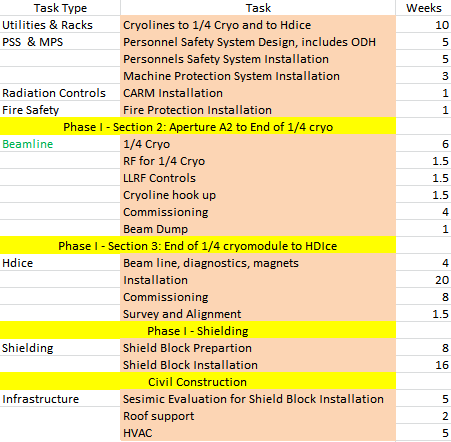 Task Type Task Weeks
Utilities & Racks Cryolines to 1/4 Cryo and to Hdice 10
PSS & MPS Personnel Safety System Design, includes ODH 5
Personnels Safety System Installation 5
Machine Protection System Installation 3
Radiation Controls CARM Installation 1
Fire Safety Fire Protection Installation 1
Phase I - Section 2: Aperture A2 to End of 1/4 cryo
Beamline 1/4 Cryo 6
RF for 1/4 Cryo 1.5
LLRF Controls 1.5
Cryoline hook up 1.5
Commissioning 4
Beam Dump 1
Phase I - Section 3: End of 1/4 cryomodule to HDIce
Hdice Beam line, diagnostics, magnets 4
Installation 20
Commissioning 8
Survey and Alignment 1.5
Phase I - Shielding
Shielding Shield Block Prepartion 8
Shield Block Installation 16
Civil Construction
Infrastructure Sesimic Evaluation for Shield Block Installation 5
Roof support 2
HVAC 5